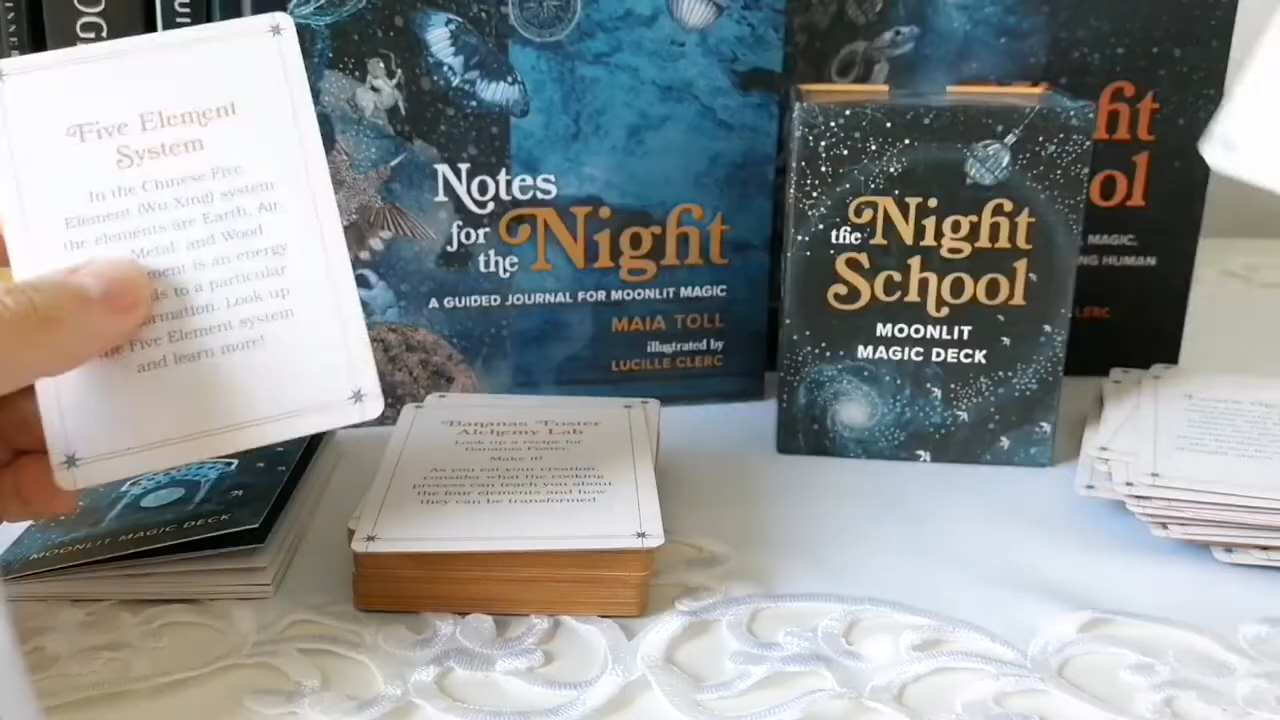 Five Element
System
In the Chinese Five
Element (Wu Xing) system
the elements are Earth, Air,
Metal, and Wood.
ment is an energy
ds to a particular
ormation. Look up
the Five Element system
and learn more!
Notes
for
the Night
A GUIDED JOURNAL FOR MOONLIT MAGIC
MAIA TOLL
illustrated by
LUCILLE CLERC
the Night
School
MOONLIT
MAGIC DECK
ght
ool
MAGIC,
NG HUMAN
LERC
MOONLIT MAGIC DECK
Bananas Foster
Alchemy Lab
Look up a recipe for
Bananas Foster.
Make it!
As you eat your creation,
consider what the cooking
process can teach you about
the four elements and how
they can be transformed.